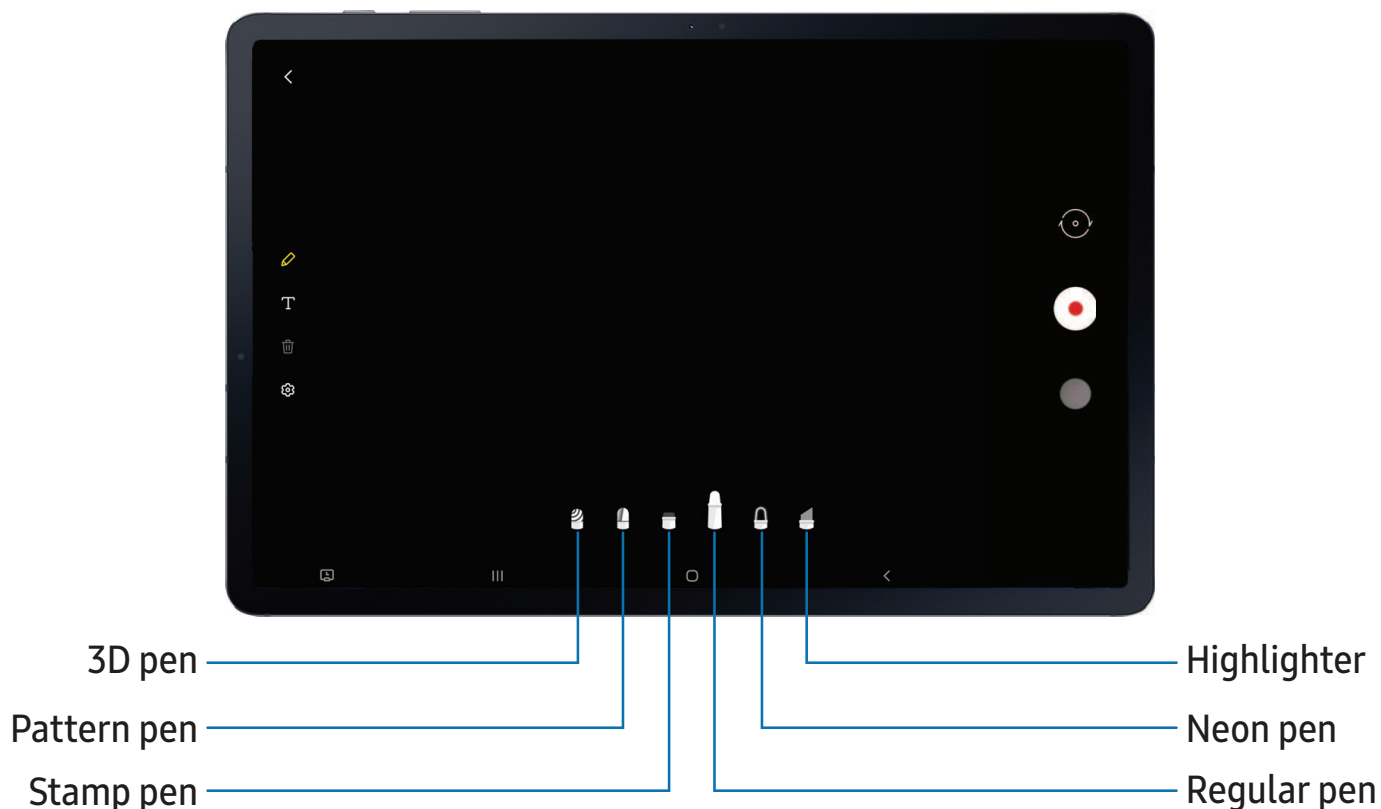 T
3D pen
Pattern pen
Stamp pen
Highlighter
Neon pen
Regular pen